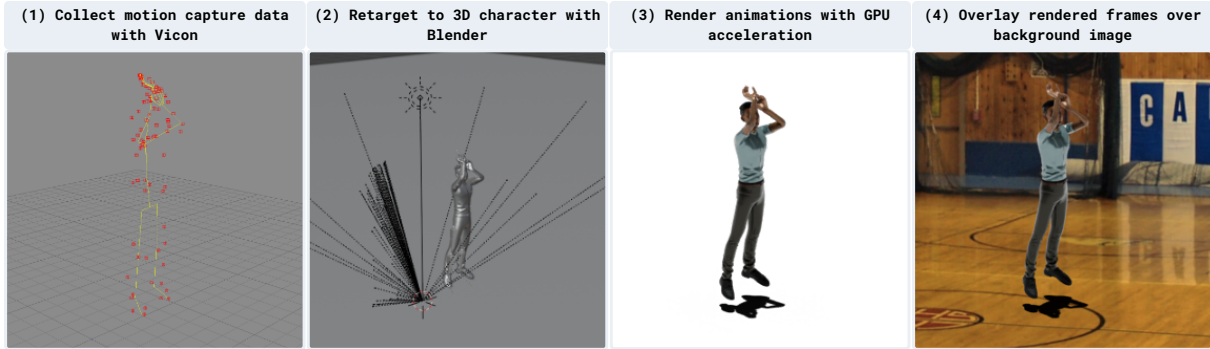 (1) Collect motion capture data
with Vicon
(2) Retarget to 3D character with
Blender
(3) Render animations with GPU
acceleration
(4) Overlay rendered frames over
background image
CA